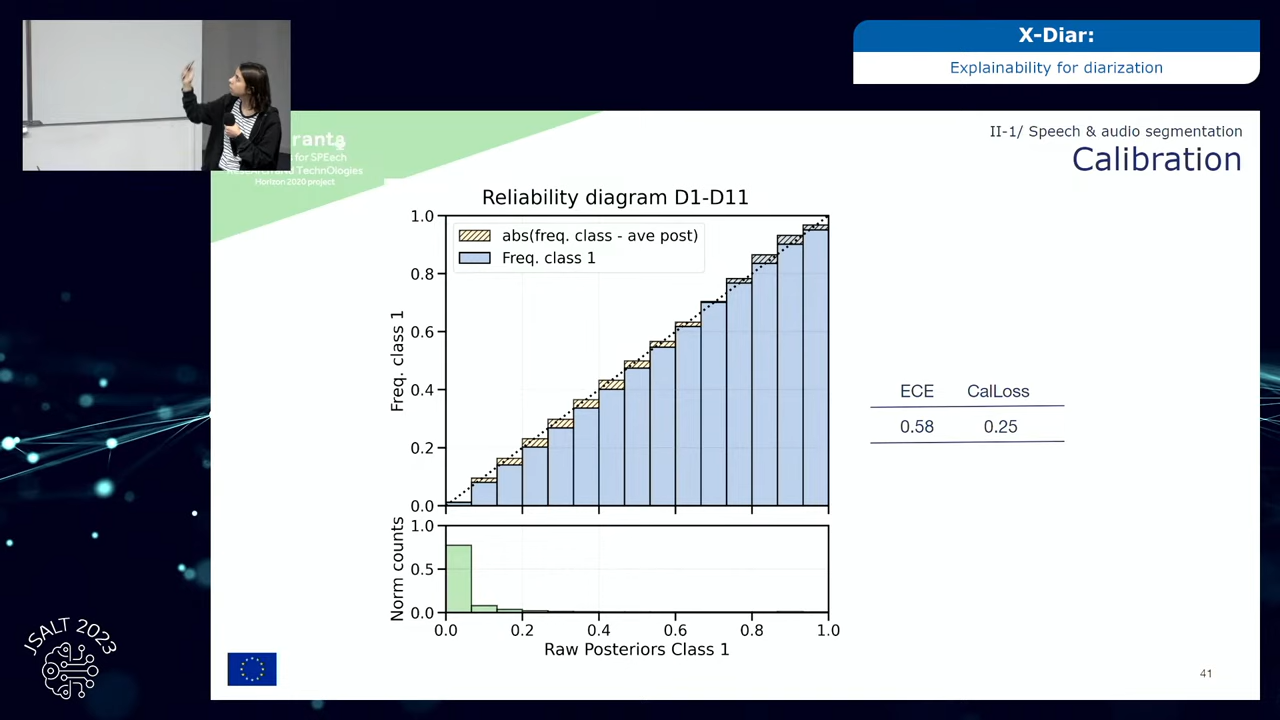 X-Diar:
Explainability for diarization
II-1/ Speech & audio segmentation
Calibration
for SPEech
TechnOlogies
Horizon 2020 project
Reliability diagram D1-D11
abs(freq. class - ave post)
Freq. class 1
1.0
0.8
0.6
0.4
0.2
0.0
Freq. class 1
1.0
0.5
0.0
Norm counts
0.0 0.2 0.4 0.6 0.8 1.0
Raw Posteriors Class 1
ECE CalLoss
0.58 0.25
JSALT 2023
41